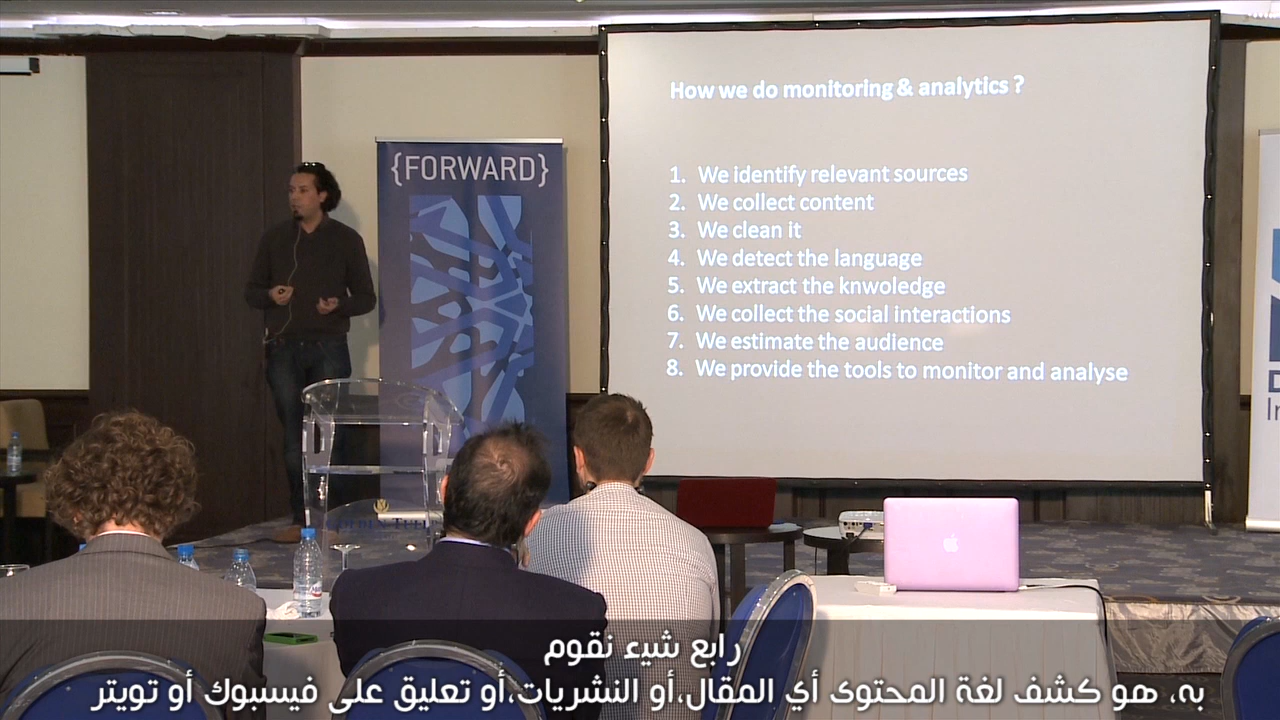 {FORWARD}
How we do monitoring & analytics ?
1. We identify relevant sources
2. We collect content
3. We clean it
4. We detect the language
5. We extract the knwoledge
6. We collect the social interactions
7. We estimate the audience
8. We provide the tools to monitor and analyse
GOLDEN TULIP
رابع شيء نقوم
به، هو كشف لغة المحتوى أي المقال،أو النشريات،أو تعليق على فيسبوك أو تويتر